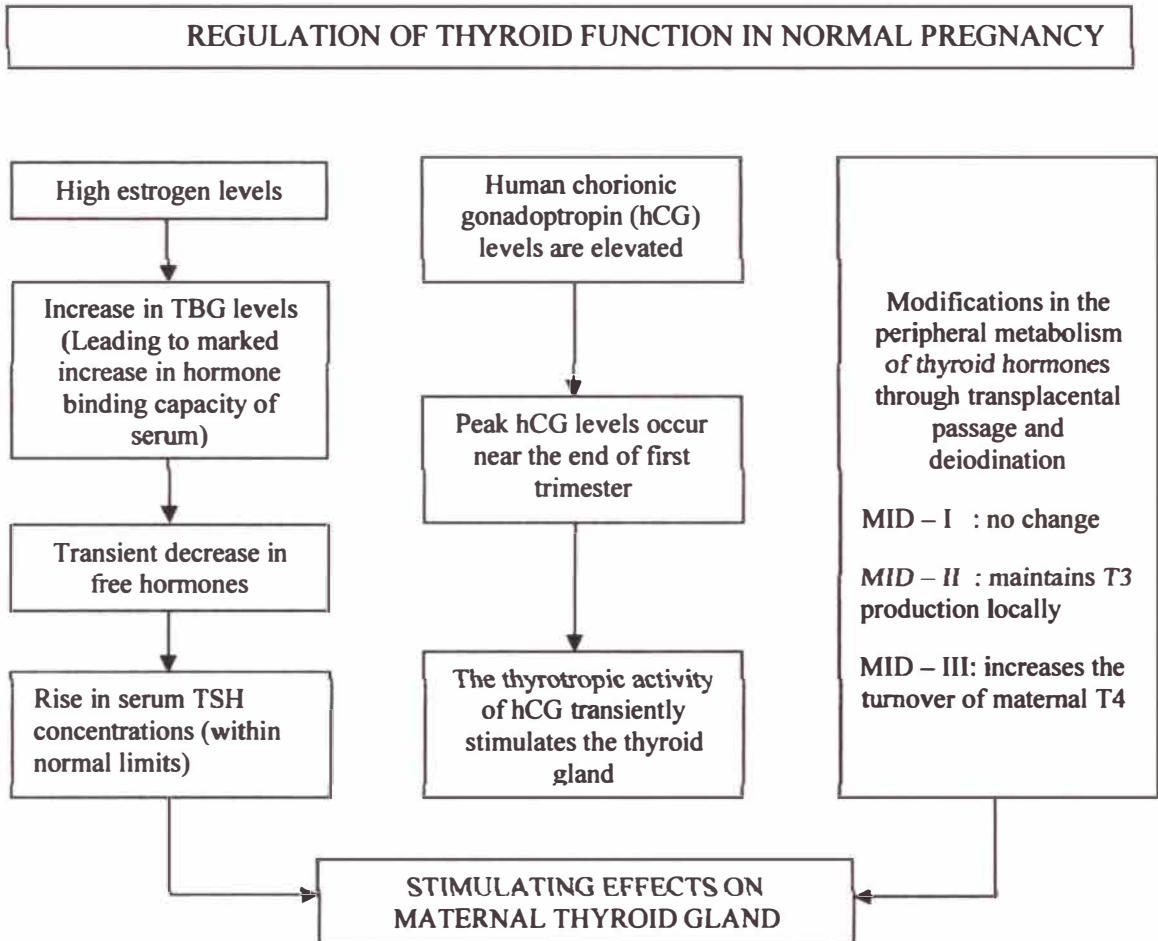 REGULATION OF THYROID FUNCTION IN NORMAL PREGNANCY
High estrogen levels
Increase in TBG levels
(Leading to marked
increase in hormone
binding capacity of
serum)
Transient decrease in
free hormones
Rise in serum TSH
concentrations (within
normal limits)
Human chorionic
gonadoptropin (hCG)
levels are elevated
Peak hCG levels occur
near the end of first
trimester
The thyrotropic activity
of hCG transiently
stimulates the thyroid
gland
Modifications in the
peripheral metabolism
of thyroid hormones
through transplacental
passage and
deiodination
MID – I : no change
MID – II : maintains T3
production locally
MID – III: increases the
turnover of maternal T4
STIMULATING EFFECTS ON
MATERNAL THYROID GLAND